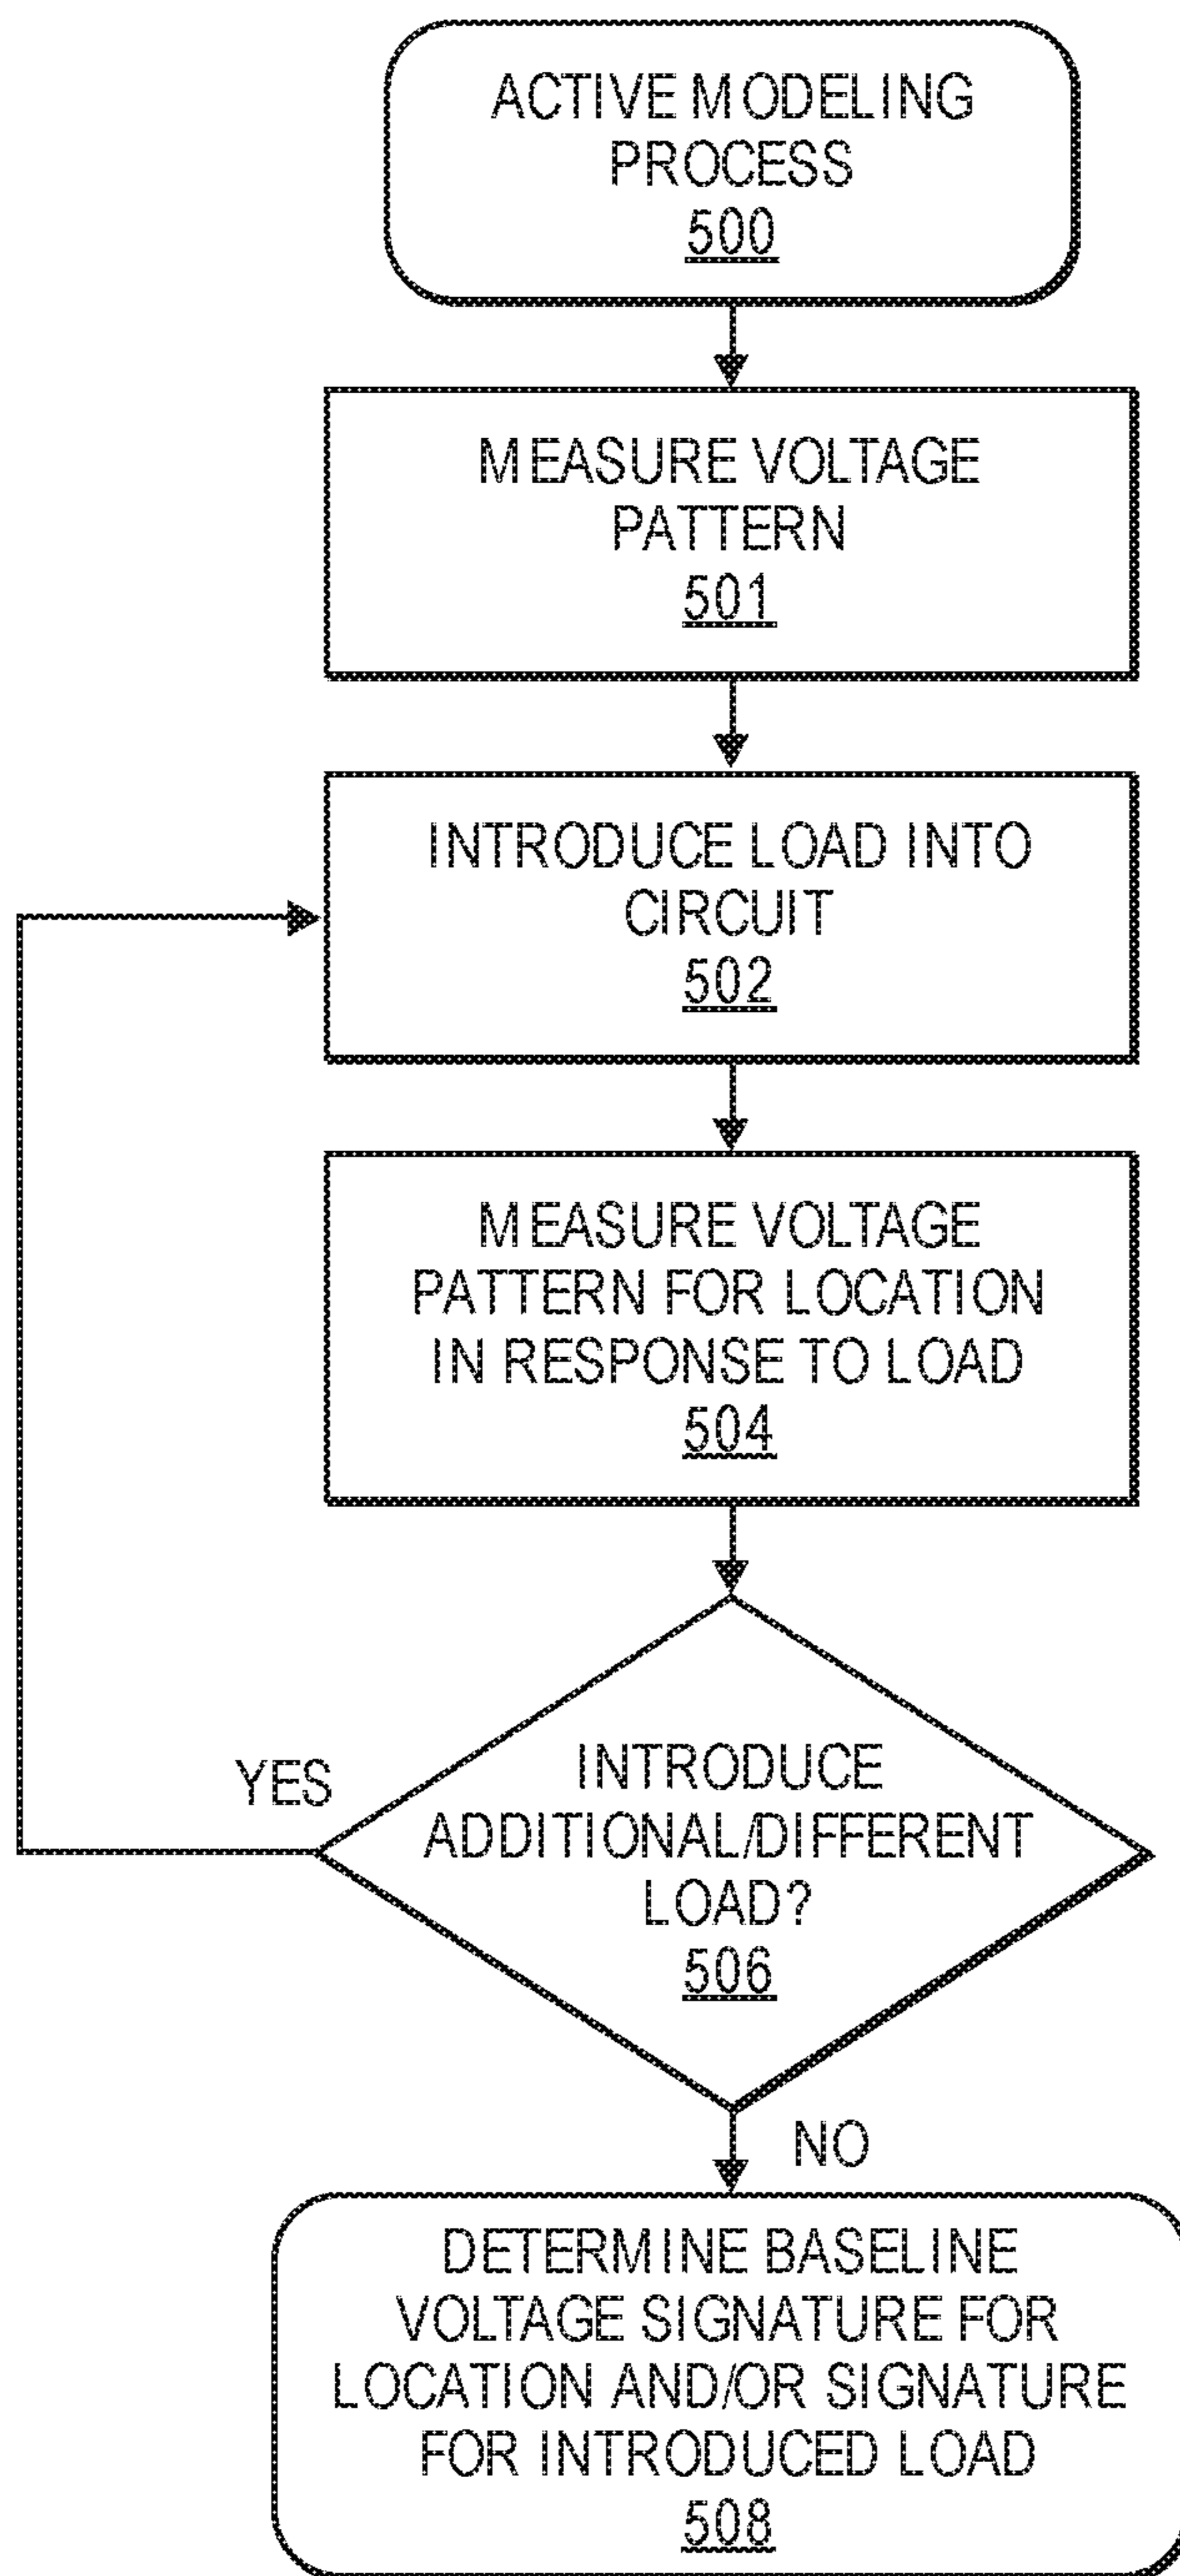 ACTIVE MODELING
PROCESS
500
MEASURE VOLTAGE
PATTERN
501
INTRODUCE LOAD INTO
CIRCUIT
502
MEASURE VOLTAGE
PATTERN FOR LOCATION
IN RESPONSE TO LOAD
504
YES
INTRODUCE
ADDITIONAL/DIFFERENT
LOAD?
506
NO
DETERMINE BASELINE
VOLTAGE SIGNATURE FOR
LOCATION AND/OR SIGNATURE
FOR INTRODUCED LOAD
508